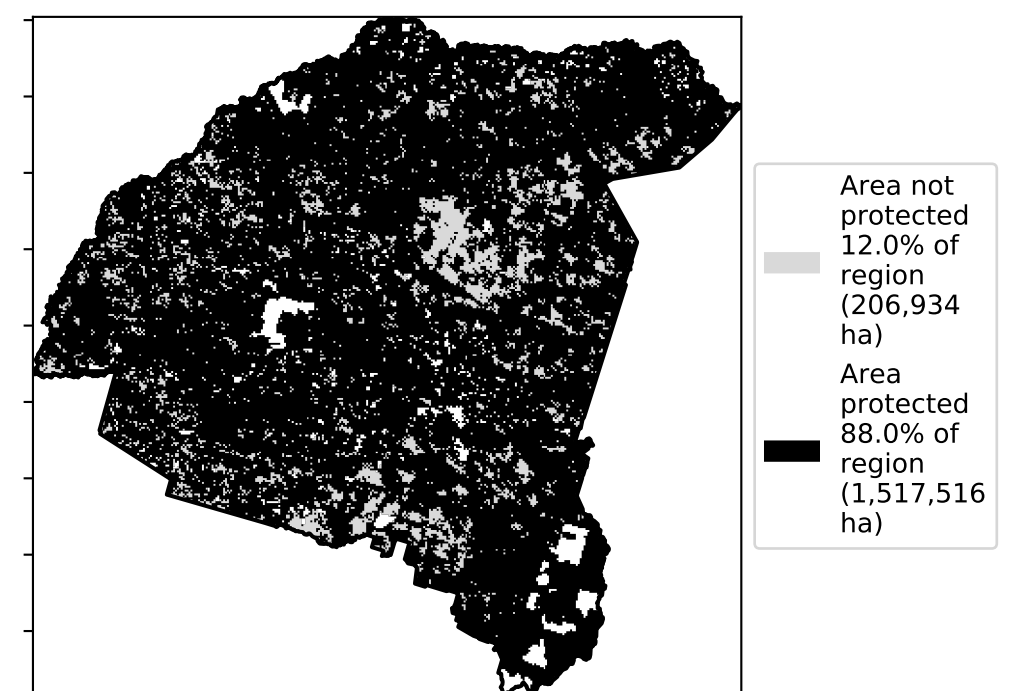 Area not
protected
12.0% of
region
(206,934
ha)
Area
protected
88.0% of
region
(1,517,516
ha)